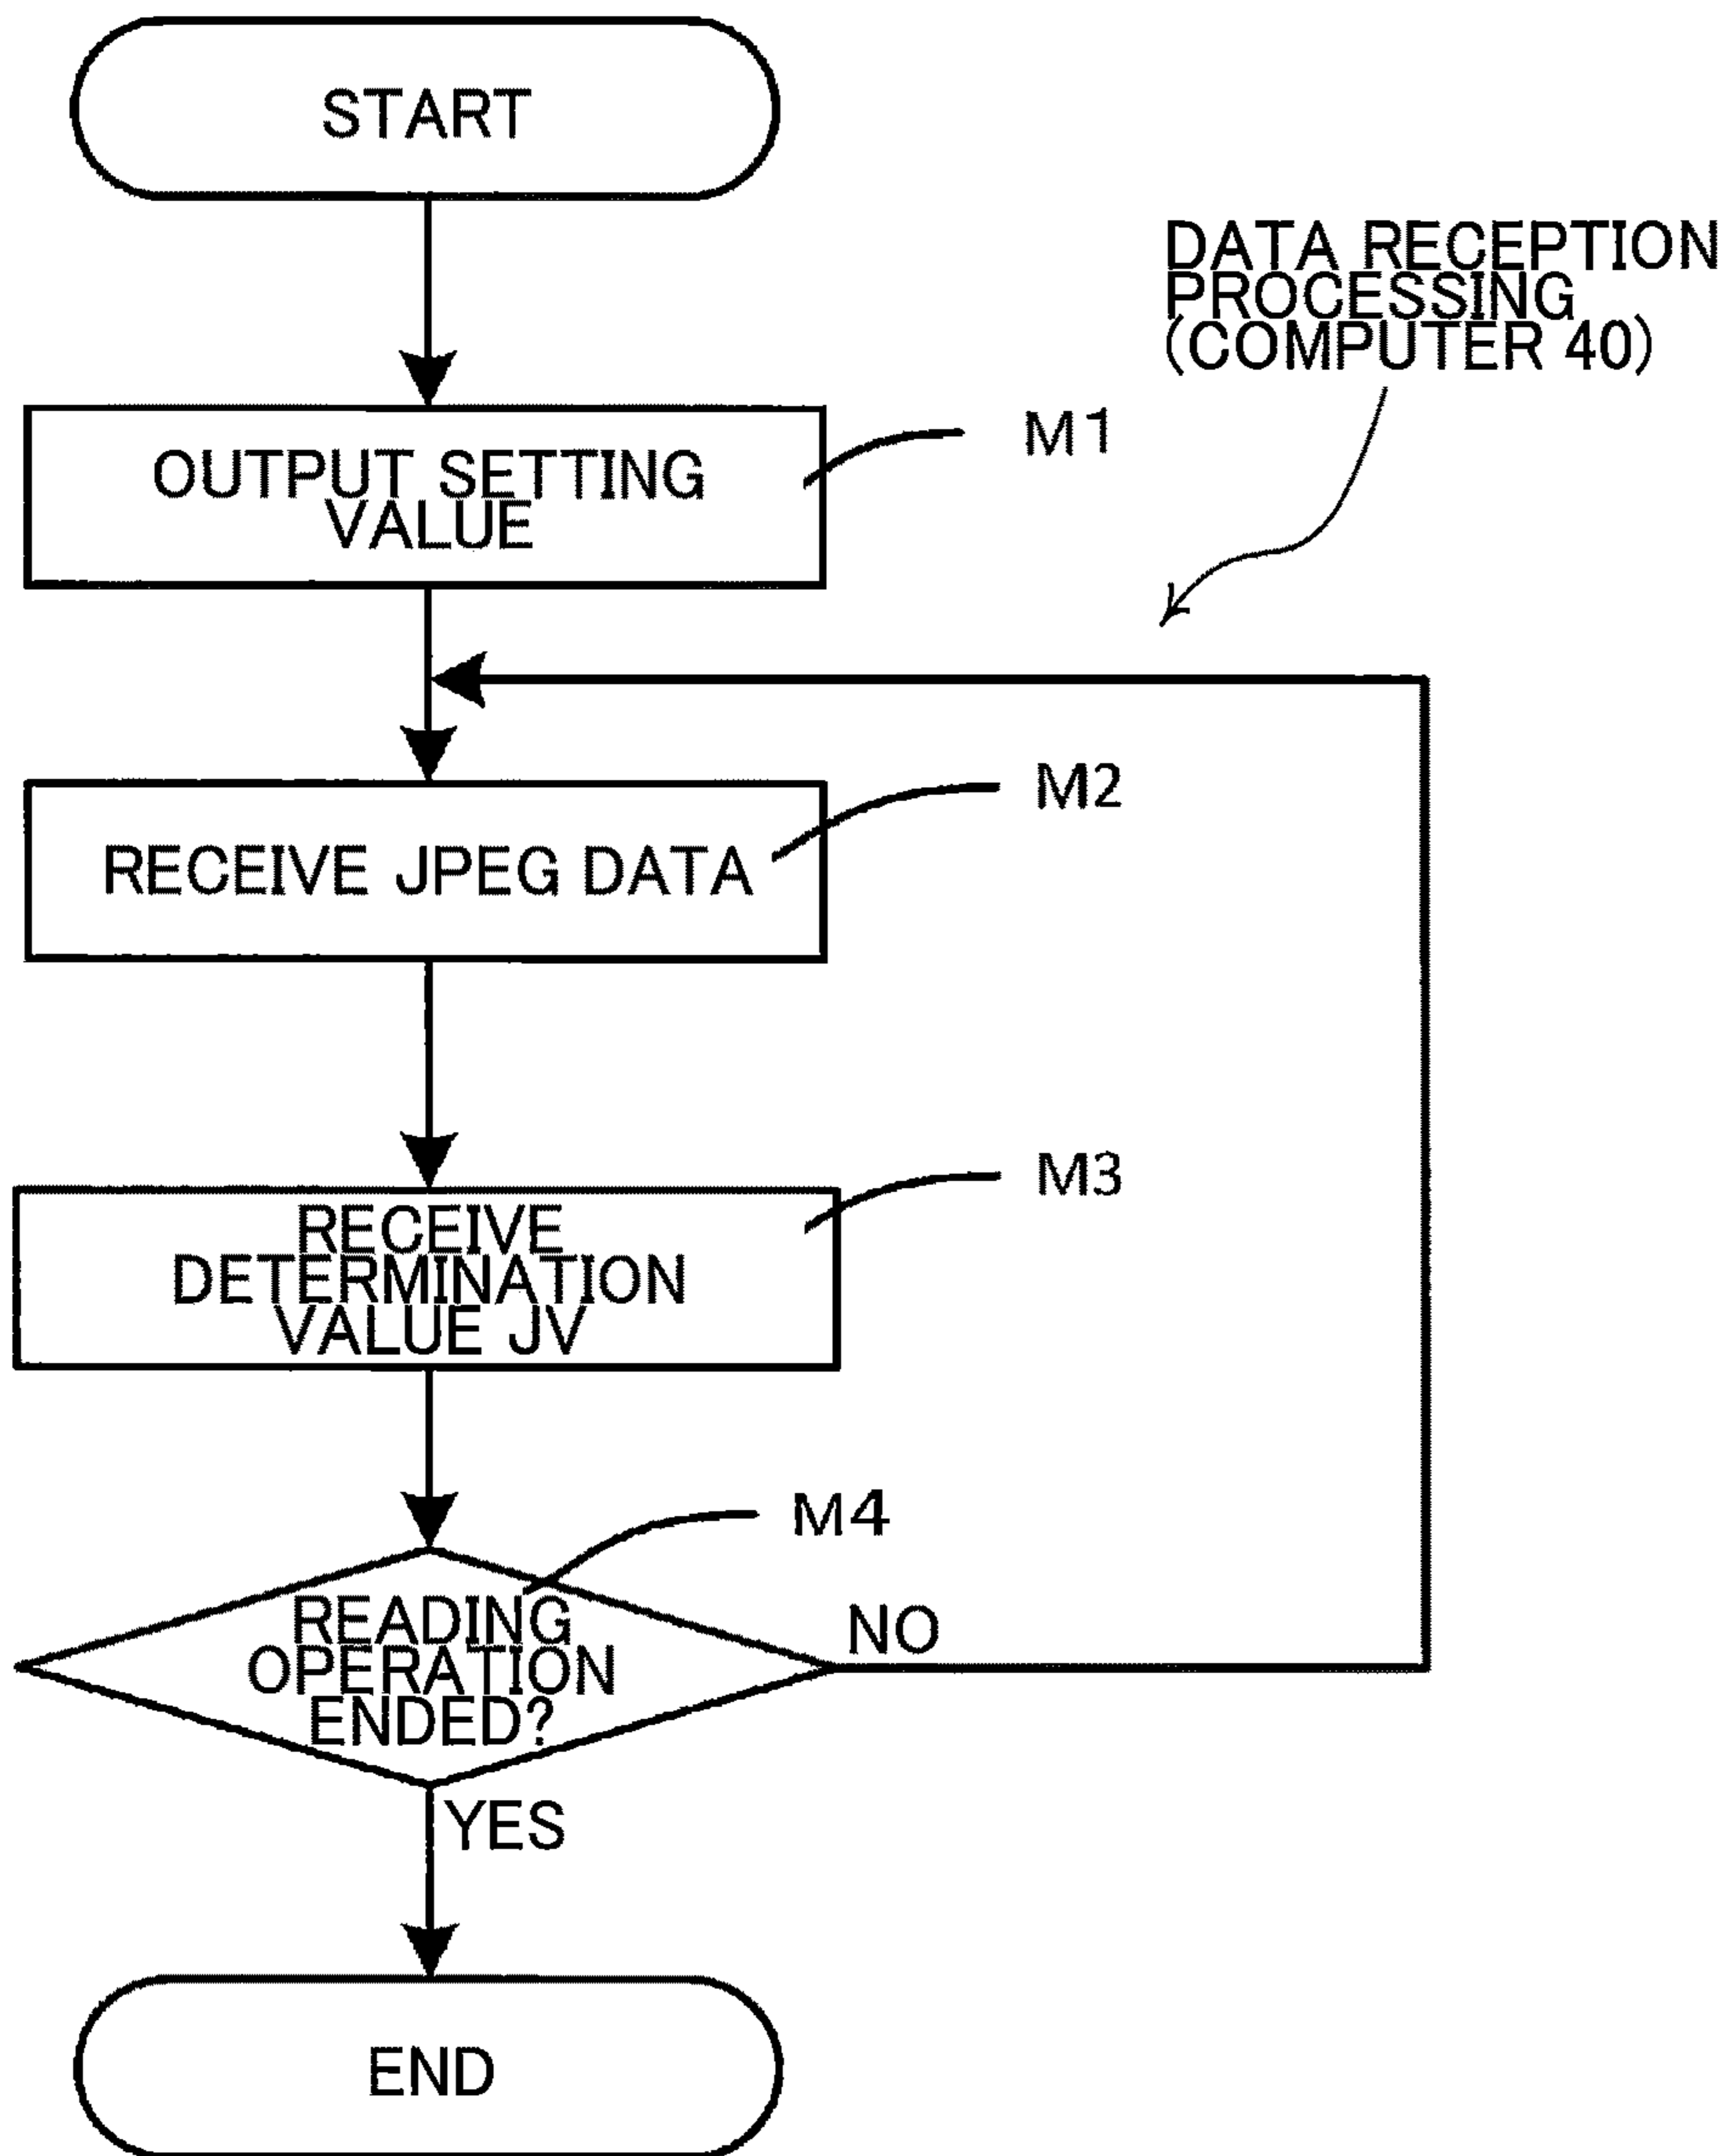 START
DATA RECEPTION
PROCESSING
(COMPUTER 40)
OUTPUT SETTING
VALUE
M1
RECEIVE JPEG DATA
M2
RECEIVE
DETERMINATION
VALUE JV
M3
READING
OPERATION
ENDED?
M4
NO
YES
END